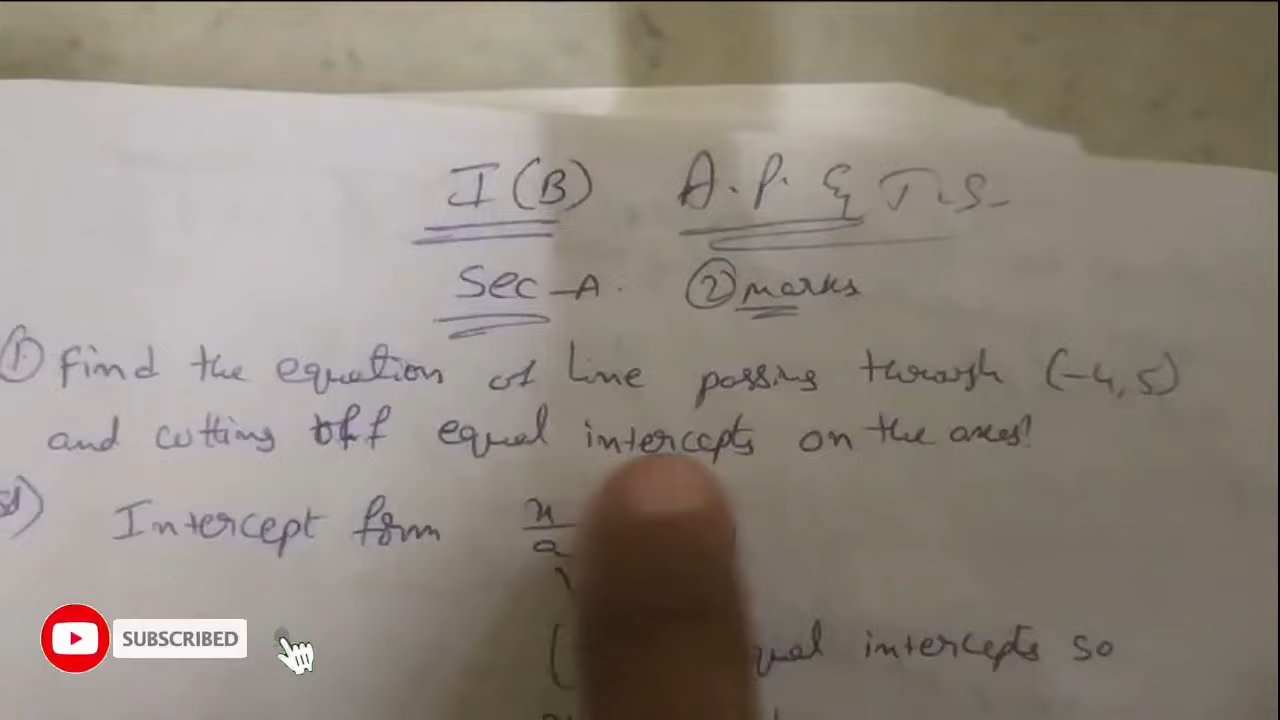 I (B) A.P. & T.S.
Sec-A. ② marks
① Find the equation of line passing through (-4, 5)
and cutting off equal intercepts on the axes!
Sol) Intercept form x/a
equal intercepts so
SUBSCRIBED